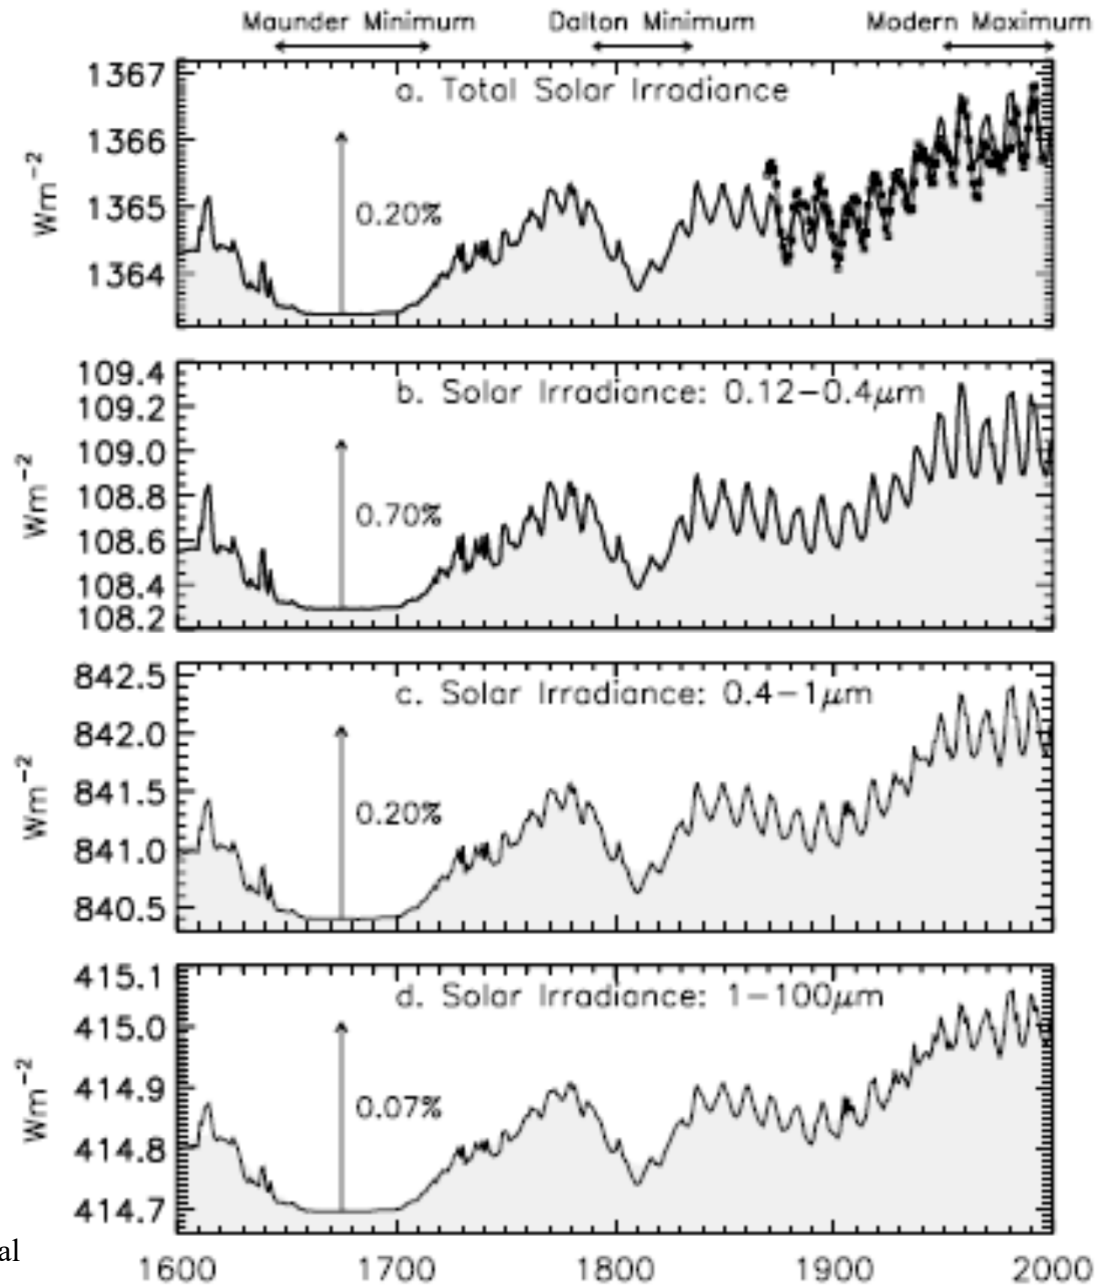 Maunder Minimum Dalton Minimum Modern Maximum
a. Total Solar Irradiance
1367
1366
1365
1364
Wm⁻²
0.20%
b. Solar Irradiance: 0.12−0.4μm
109.4
109.2
109.0
108.8
108.6
108.4
108.2
Wm⁻²
0.70%
c. Solar Irradiance: 0.4−1μm
842.5
842.0
841.5
841.0
840.5
Wm⁻²
0.20%
d. Solar Irradiance: 1−100μm
415.1
415.0
414.9
414.8
414.7
Wm⁻²
0.07%
al
1600 1700 1800 1900 2000